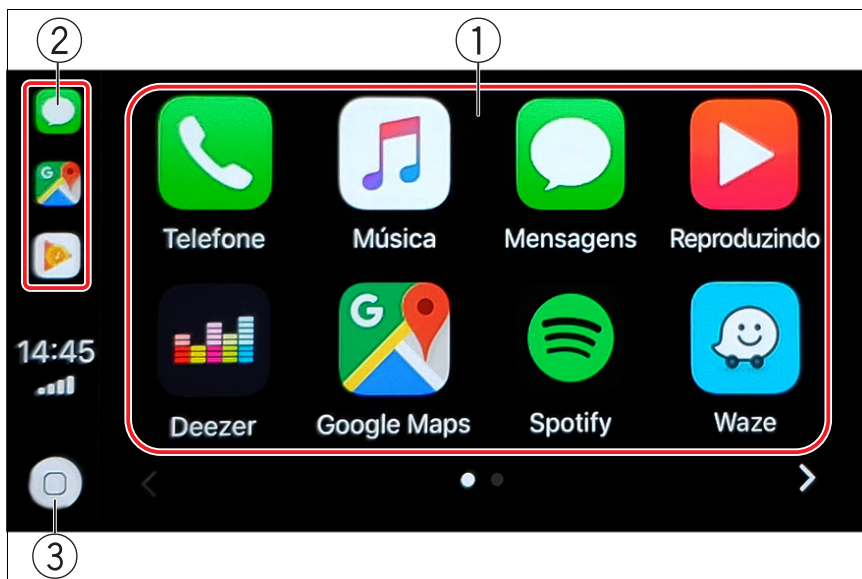 ② ①
Telefone Música Mensagens Reproduzindo
G
Deezer Google Maps Spotify Waze
14:45
③